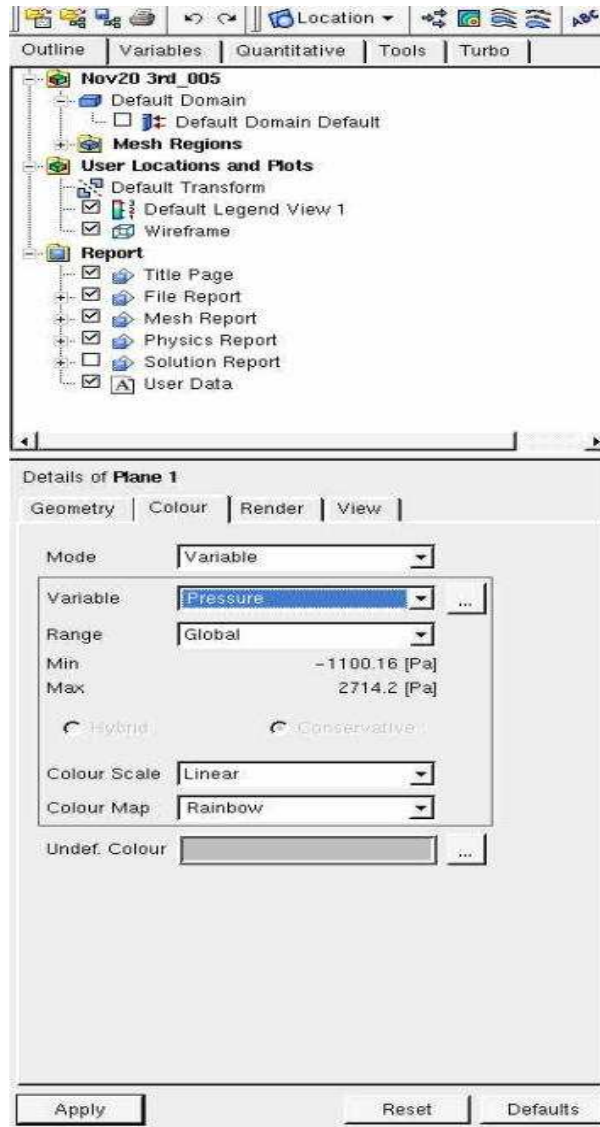 Location
ABC
Outline Variables Quantitative Tools Turbo
Nov20 3rd_005
Default Domain
Default Domain Default
Mesh Regions
User Locations and Plots
Default Transform
Default Legend View 1
Wireframe
Report
Title Page
File Report
Mesh Report
Physics Report
Solution Report
A User Data
Details of Plane 1
Geometry Colour Render View
Mode Variable
Variable Pressure ...
Range Global
Min -1100.16 [Pa]
Max 2714.2 [Pa]
Hybrid Conservative
Colour Scale Linear
Colour Map Rainbow
Undef. Colour ...
Apply Reset Defaults